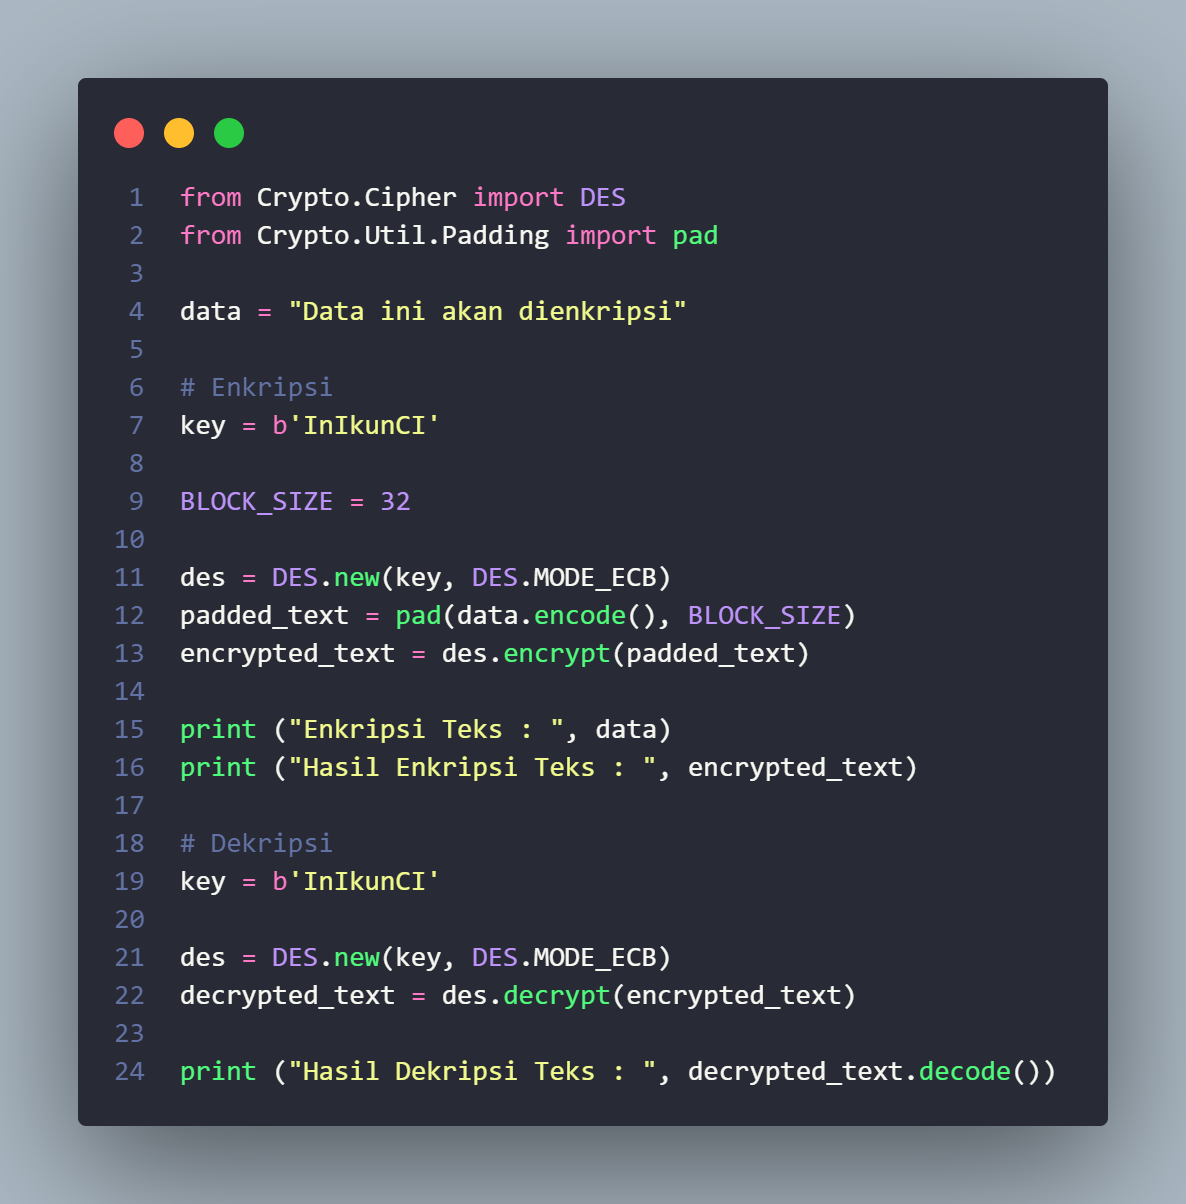 1 from Crypto.Cipher import DES
2 from Crypto.Util.Padding import pad
3
4 data = "Data ini akan dienkripsi"
5
6 # Enkripsi
7 key = b'InIkunCI'
8
9 BLOCK_SIZE = 32
10
11 des = DES.new(key, DES.MODE_ECB)
12 padded_text = pad(data.encode(), BLOCK_SIZE)
13 encrypted_text = des.encrypt(padded_text)
14
15 print ("Enkripsi Teks : ", data)
16 print ("Hasil Enkripsi Teks : ", encrypted_text)
17
18 # Dekripsi
19 key = b'InIkunCI'
20
21 des = DES.new(key, DES.MODE_ECB)
22 decrypted_text = des.decrypt(encrypted_text)
23
24 print ("Hasil Dekripsi Teks : ", decrypted_text.decode())